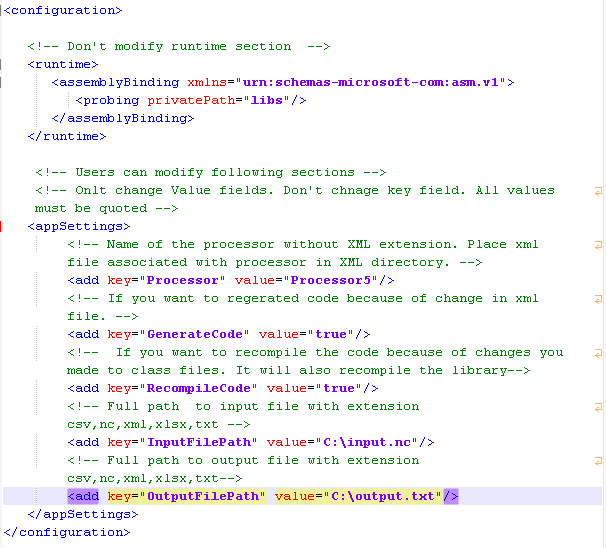 <configuration>
<!-- Don't modify runtime section  -->
<runtime>
<assemblyBinding xmlns="urn:schemas-microsoft-com:asm.v1">
<probing privatePath="libs"/>
</assemblyBinding>
</runtime>
<!-- Users can modify following sections -->
<!-- Onlt change Value fields. Don't chnage key field. All values
must be quoted -->
<appSettings>
<!-- Name of the processor without XML extension. Place xml
file associated with processor in XML directory. -->
<add key="Processor" value="Processor5"/>
<!-- If you want to regerated code because of change in xml
file. -->
<add key="GenerateCode" value="true"/>
<!--  If you want to recompile the code because of changes you
made to class files. It will also recompile the library-->
<add key="RecompileCode" value="true"/>
<!-- Full path  to input file with extension
csv,nc,xml,xlsx,txt -->
<add key="InputFilePath" value="C:\input.nc"/>
<!-- Full path to output file with extension
csv,nc,xml,xlsx,txt-->
<add key="OutputFilePath" value="C:\output.txt"/>
</appSettings>
</configuration>